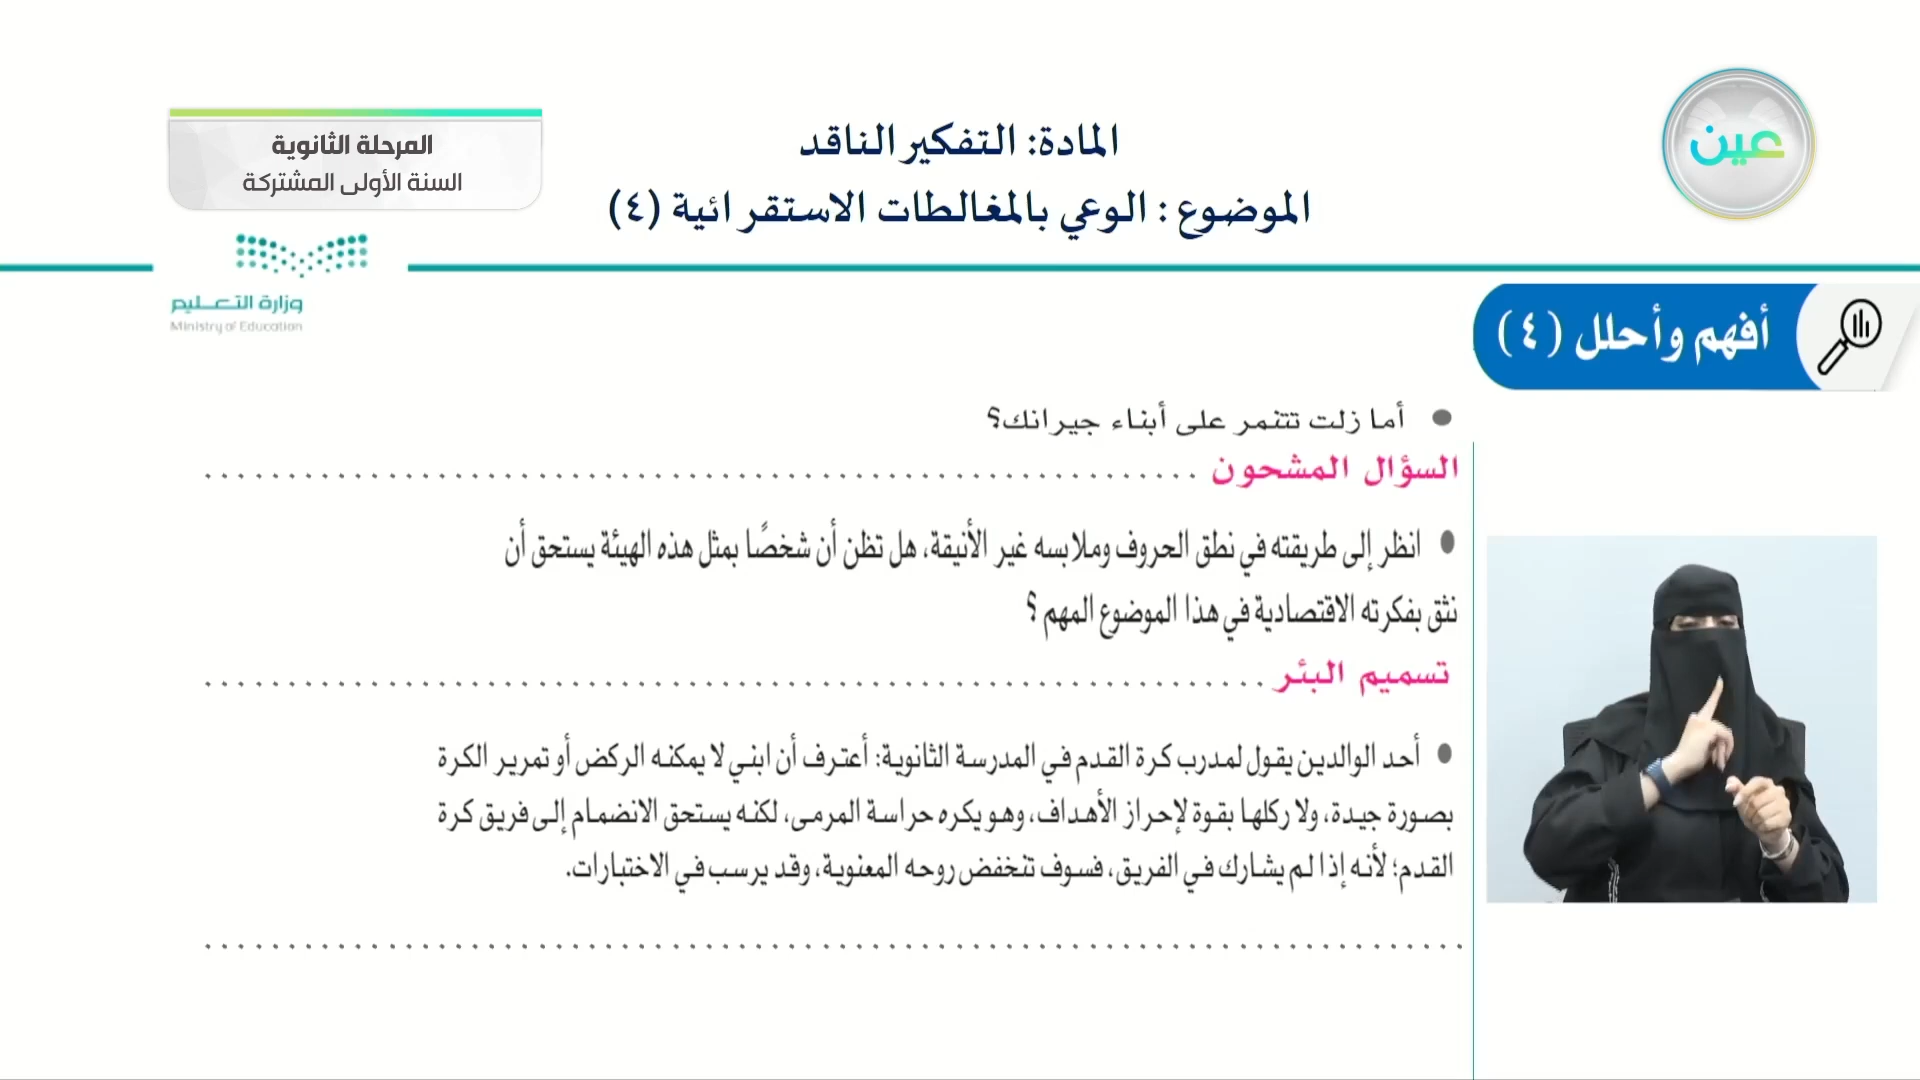 المرحلة الثانوية
السنة الأولى المشتركة
المادة: التفكير الناقد
الموضوع : الوعي بالمغالطات الاستقرائية (٤)
عين
وزارة التعليم
Ministry of Education
أفهم وأحلل (٤)
أما زلت تتنمر على أبناء جيرانك؟
السؤال المشحون
انظر إلى طريقته في نطق الحروف وملابسه غير الأنيقة، هل تظن أن شخصًا بمثل هذه الهيئة يستحق أن
نثق بفكرته الاقتصادية في هذا الموضوع المهم ؟
تسميم البئر
أحد الوالدين يقول لمدرب كرة القدم في المدرسة الثانوية: أعترف أن ابني لا يمكنه الركض أو تمرير الكرة
بصورة جيدة، ولا ركلها بقوة لإحراز الأهداف، وهو يكره حراسة المرمى، لكنه يستحق الانضمام إلى فريق كرة
القدم؛ لأنه إذا لم يشارك في الفريق، فسوف تنخفض روحه المعنوية، وقد يرسب في الاختبارات.